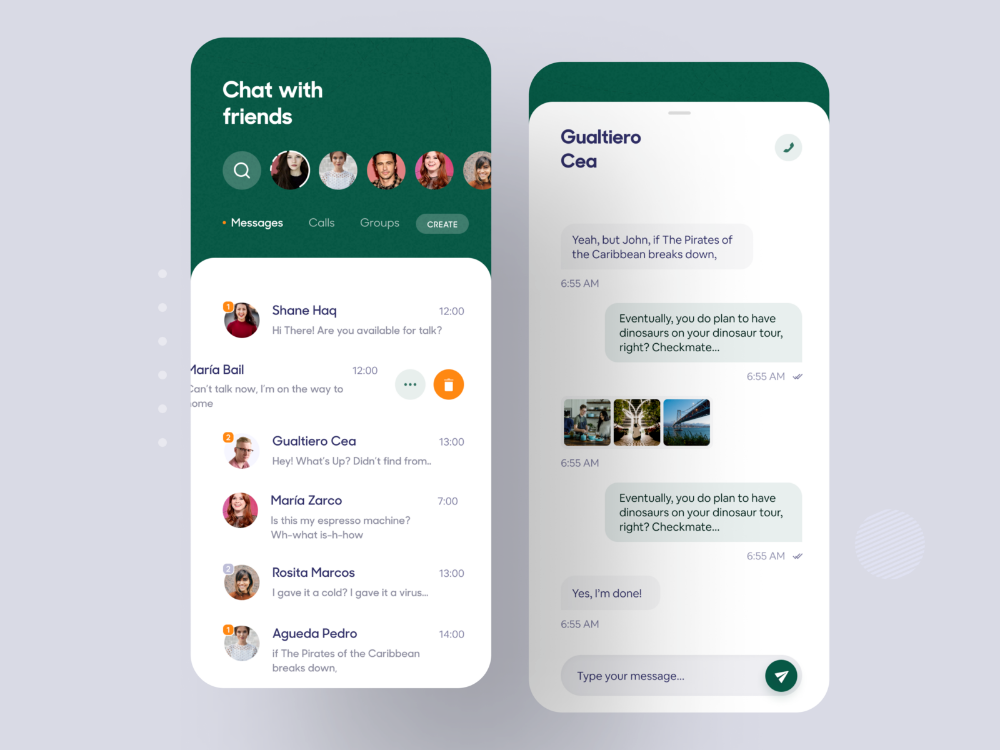 Chat with
friends
Messages Calls Groups CREATE
1
Shane Haq 12:00
Hi There! Are you available for talk?
María Bail 12:00
Can't talk now, I'm on the way to
ome
2
Gualtiero Cea 13:00
Hey! What's Up? Didn't find from..
María Zarco 7:00
Is this my espresso machine?
Wh-what is-h-how
2
Rosita Marcos 13:00
I gave it a cold? I gave it a virus...
1
Agueda Pedro 14:00
if The Pirates of the Caribbean
breaks down,
Gualtiero
Cea
Yeah, but John, if The Pirates of
the Caribbean breaks down,
6:55 AM
Eventually, you do plan to have
dinosaurs on your dinosaur tour,
right? Checkmate...
6:55 AM
6:55 AM
Eventually, you do plan to have
dinosaurs on your dinosaur tour,
right? Checkmate...
6:55 AM
Yes, I'm done!
6:55 AM
Type your message...